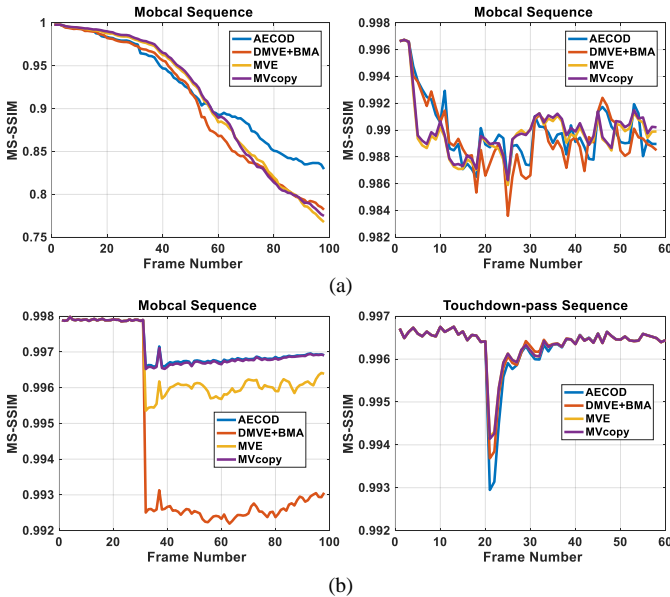 Mobcal Sequence
MS-SSIM
1
0.95
0.9
0.85
0.8
0.75
0 20 40 60 80 100
Frame Number
AECOD
DMVE+BMA
MVE
MVcopy
Mobcal Sequence
MS-SSIM
0.998
0.996
0.994
0.992
0.99
0.988
0.986
0.984
0.982
0 10 20 30 40 50 60
Frame Number
AECOD
DMVE+BMA
MVE
MVcopy
(a)
Mobcal Sequence
MS-SSIM
0.998
0.997
0.996
0.995
0.994
0.993
0.992
0 20 40 60 80 100
Frame Number
AECOD
DMVE+BMA
MVE
MVcopy
Touchdown-pass Sequence
MS-SSIM
0.997
0.996
0.995
0.994
0.993
0.992
0 10 20 30 40 50 60
Frame Number
AECOD
DMVE+BMA
MVE
MVcopy
(b)